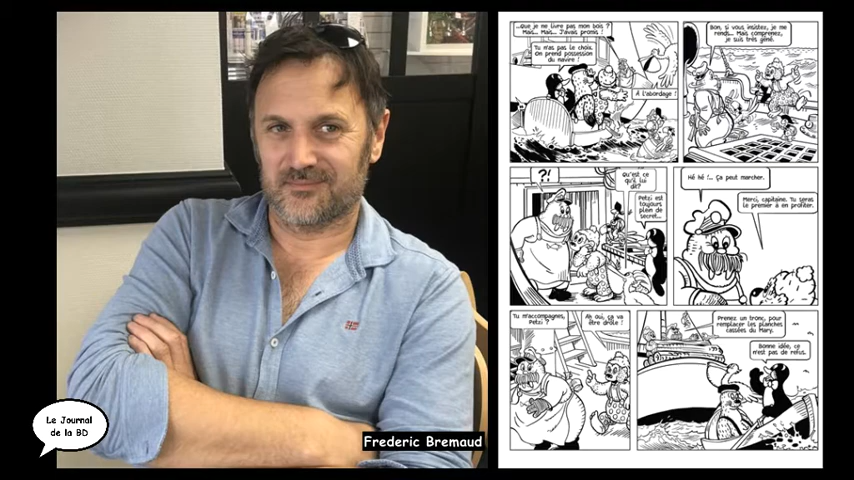 ...Que je ne livre pas mon bois ?
Mais... Mais... J'avais promis !
Tu n'as pas le choix.
On prend possession
du navire !
À l'abordage !
Bon, si vous insistez, je me
rends... Mais comprenez,
je suis très gêné.
?!
Qu'est ce
qu'il lui
dit?
Petzi est
toujours
plein de
secret...
Hé hé !... Ça peut marcher.
Merci, capitaine. Tu seras
le premier à en profiter.
Tu m'accompagnes,
Petzi ?
Ah oui, ça va
être drôle !
Prenez un tronc, pour
remplacer les planches
cassées du Mary.
Bonne idée, ce
n'est pas de refus.
Le Journal
de la BD
Frederic Bremaud